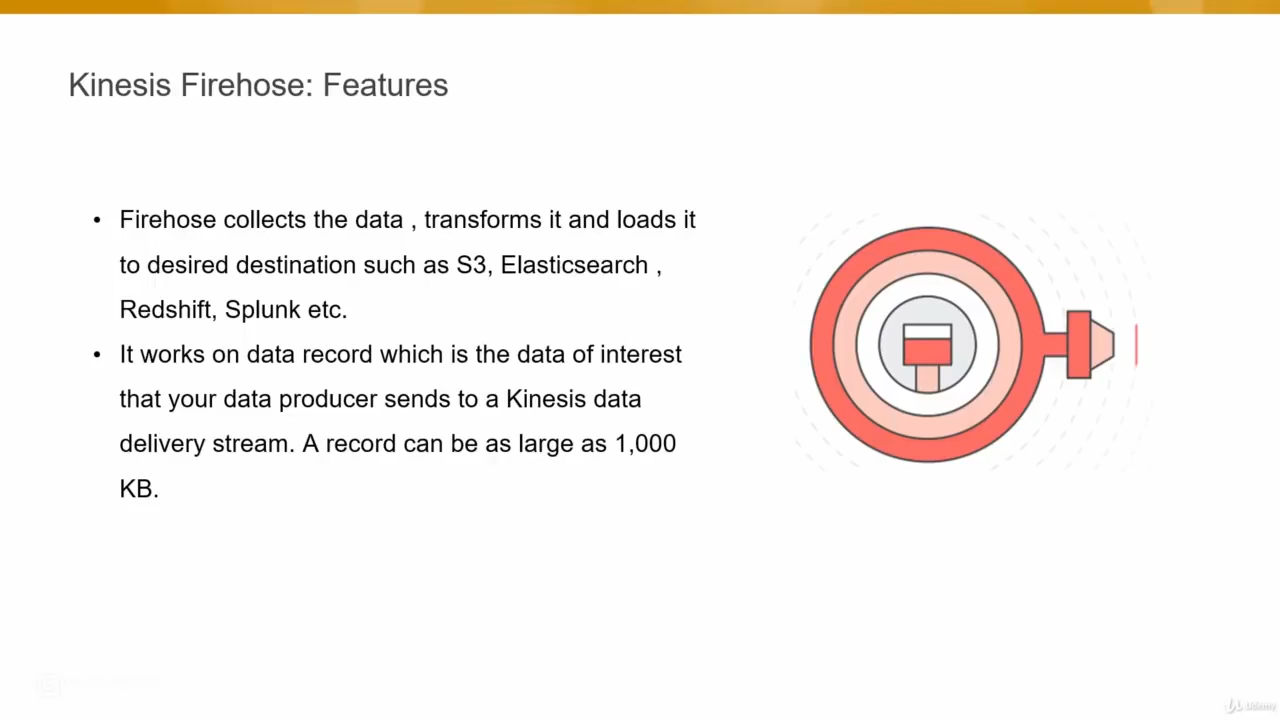 Kinesis Firehose: Features
• Firehose collects the data , transforms it and loads it
to desired destination such as S3, Elasticsearch ,
Redshift, Splunk etc.
• It works on data record which is the data of interest
that your data producer sends to a Kinesis data
delivery stream. A record can be as large as 1,000
KB.
Udemy